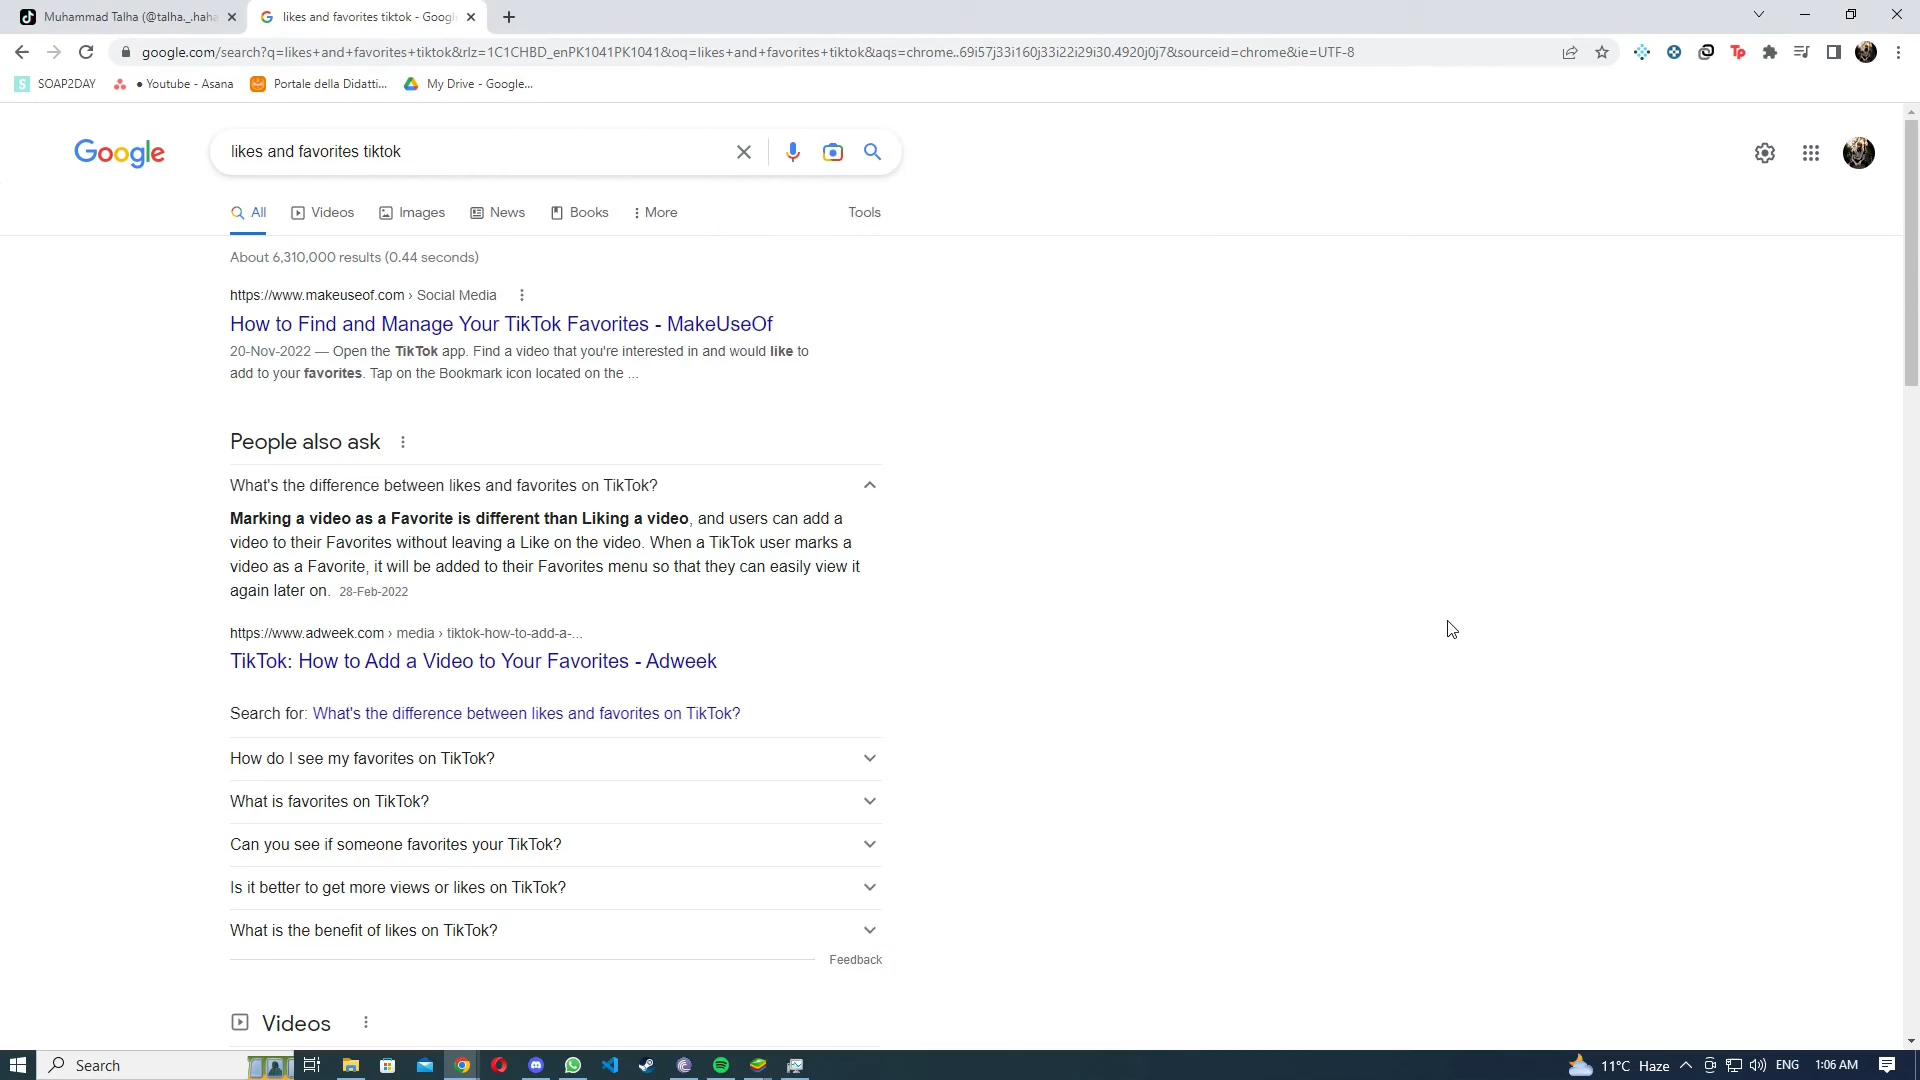 Muhammad Talha (@talha._.haha
likes and favorites tiktok - Googl
google.com/search?q=likes+and+favorites+tiktok&rlz=1C1CHBD_enPK1041PK1041&oq=likes+and+favorites+tiktok&aqs=chrome..69i57j33i160j33i22i29i30.4920j0j7&sourceid=chrome&ie=UTF-8
Tp
S SOAP2DAY
• Youtube - Asana
Portale della Didatti...
My Drive - Google...
Google
likes and favorites tiktok
All
Videos
Images
News
Books
More
Tools
About 6,310,000 results (0.44 seconds)
https://www.makeuseof.com › Social Media
How to Find and Manage Your TikTok Favorites - MakeUseOf
20-Nov-2022 — Open the TikTok app. Find a video that you're interested in and would like to
add to your favorites. Tap on the Bookmark icon located on the ...
People also ask
What's the difference between likes and favorites on TikTok?
Marking a video as a Favorite is different than Liking a video, and users can add a
video to their Favorites without leaving a Like on the video. When a TikTok user marks a
video as a Favorite, it will be added to their Favorites menu so that they can easily view it
again later on. 28-Feb-2022
https://www.adweek.com › media › tiktok-how-to-add-a-...
TikTok: How to Add a Video to Your Favorites - Adweek
Search for: What's the difference between likes and favorites on TikTok?
How do I see my favorites on TikTok?
What is favorites on TikTok?
Can you see if someone favorites your TikTok?
Is it better to get more views or likes on TikTok?
What is the benefit of likes on TikTok?
Feedback
Videos
Search
11°C Haze
ENG
1:06 AM